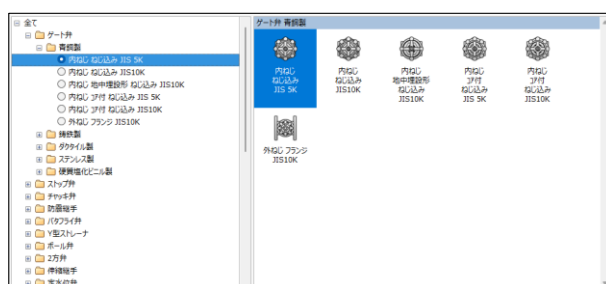 全て
ゲート弁
青銅製
内ねじ ねじ込み JIS 5K
内ねじ ねじ込み JIS10K
内ねじ 地中埋設形 ねじ込み JIS10K
内ねじ コア付 ねじ込み JIS 5K
内ねじ コア付 ねじ込み JIS10K
外ねじ フランジ JIS10K
鋳鉄製
ダクタイル製
ステンレス製
硬質塩化ビニル製
ストップ弁
チャッキ弁
防震継手
バタフライ弁
Y型ストレーナ
ボール弁
2方弁
伸縮継手
定水位弁
ゲート弁 青銅製
内ねじ
ねじ込み
JIS 5K
内ねじ
ねじ込み
JIS10K
内ねじ
地中埋設形
ねじ込み
JIS10K
内ねじ
コア付
ねじ込み
JIS 5K
内ねじ
コア付
ねじ込み
JIS10K
外ねじ フランジ
JIS10K